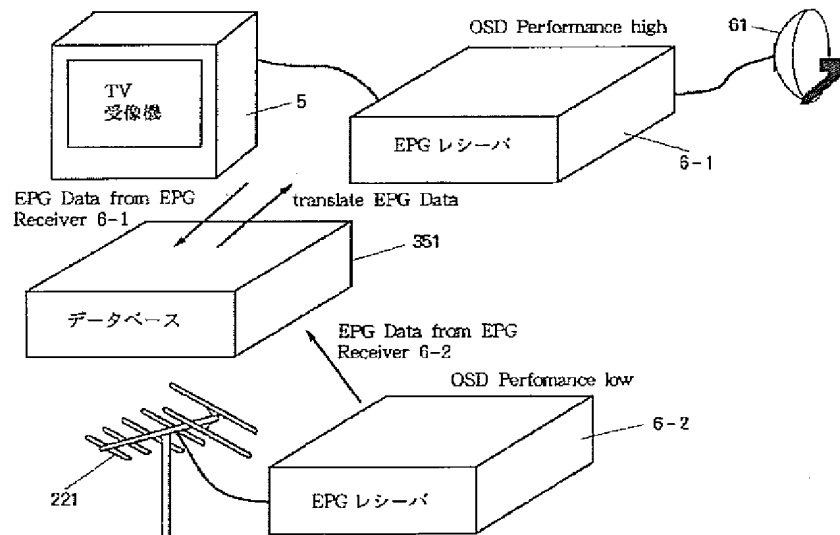 OSD Performance high
61
TV
受像機
5
EPG レシーバ
6-1
EPG Data from EPG
Receiver 6-1
translate EPG Data
351
データベース
EPG Data from EPG
Receiver 6-2
OSD Perfomance low
6-2
221
EPG レシーバ